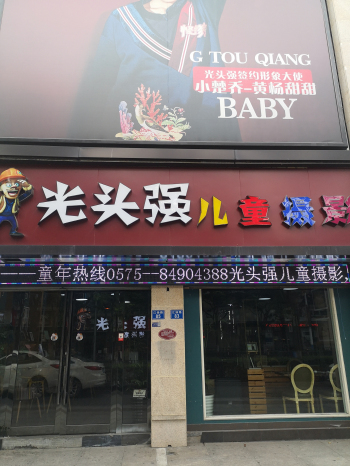 G TOU QIANG
光头强签约形象大使
小楚乔-黄杨甜甜
BABY
光头强儿童摄影
童年热线0575--84904388光头强儿童摄影
光 强